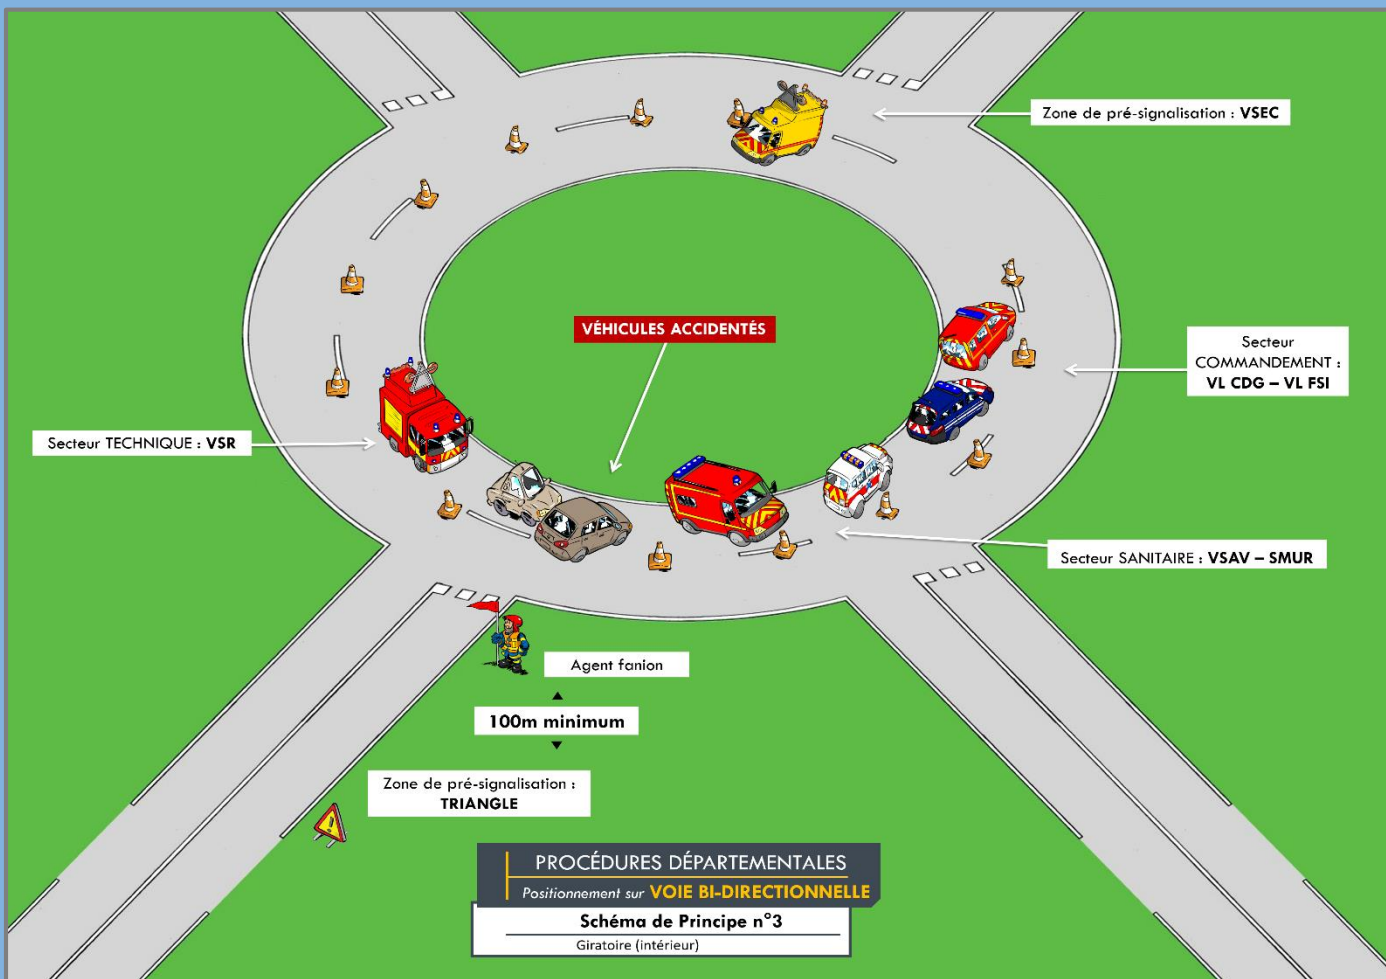 Zone de pré-signalisation : VSEC
VÉHICULES ACCIDENTÉS
Secteur
COMMANDEMENT :
VL CDG – VL FSI
Secteur TECHNIQUE : VSR
Secteur SANITAIRE : VSAV – SMUR
Agent fanion
100m minimum
Zone de pré-signalisation :
TRIANGLE
PROCÉDURES DÉPARTEMENTALES
Positionnement sur VOIE BI-DIRECTIONNELLE
Schéma de Principe n°3
Giratoire (intérieur)